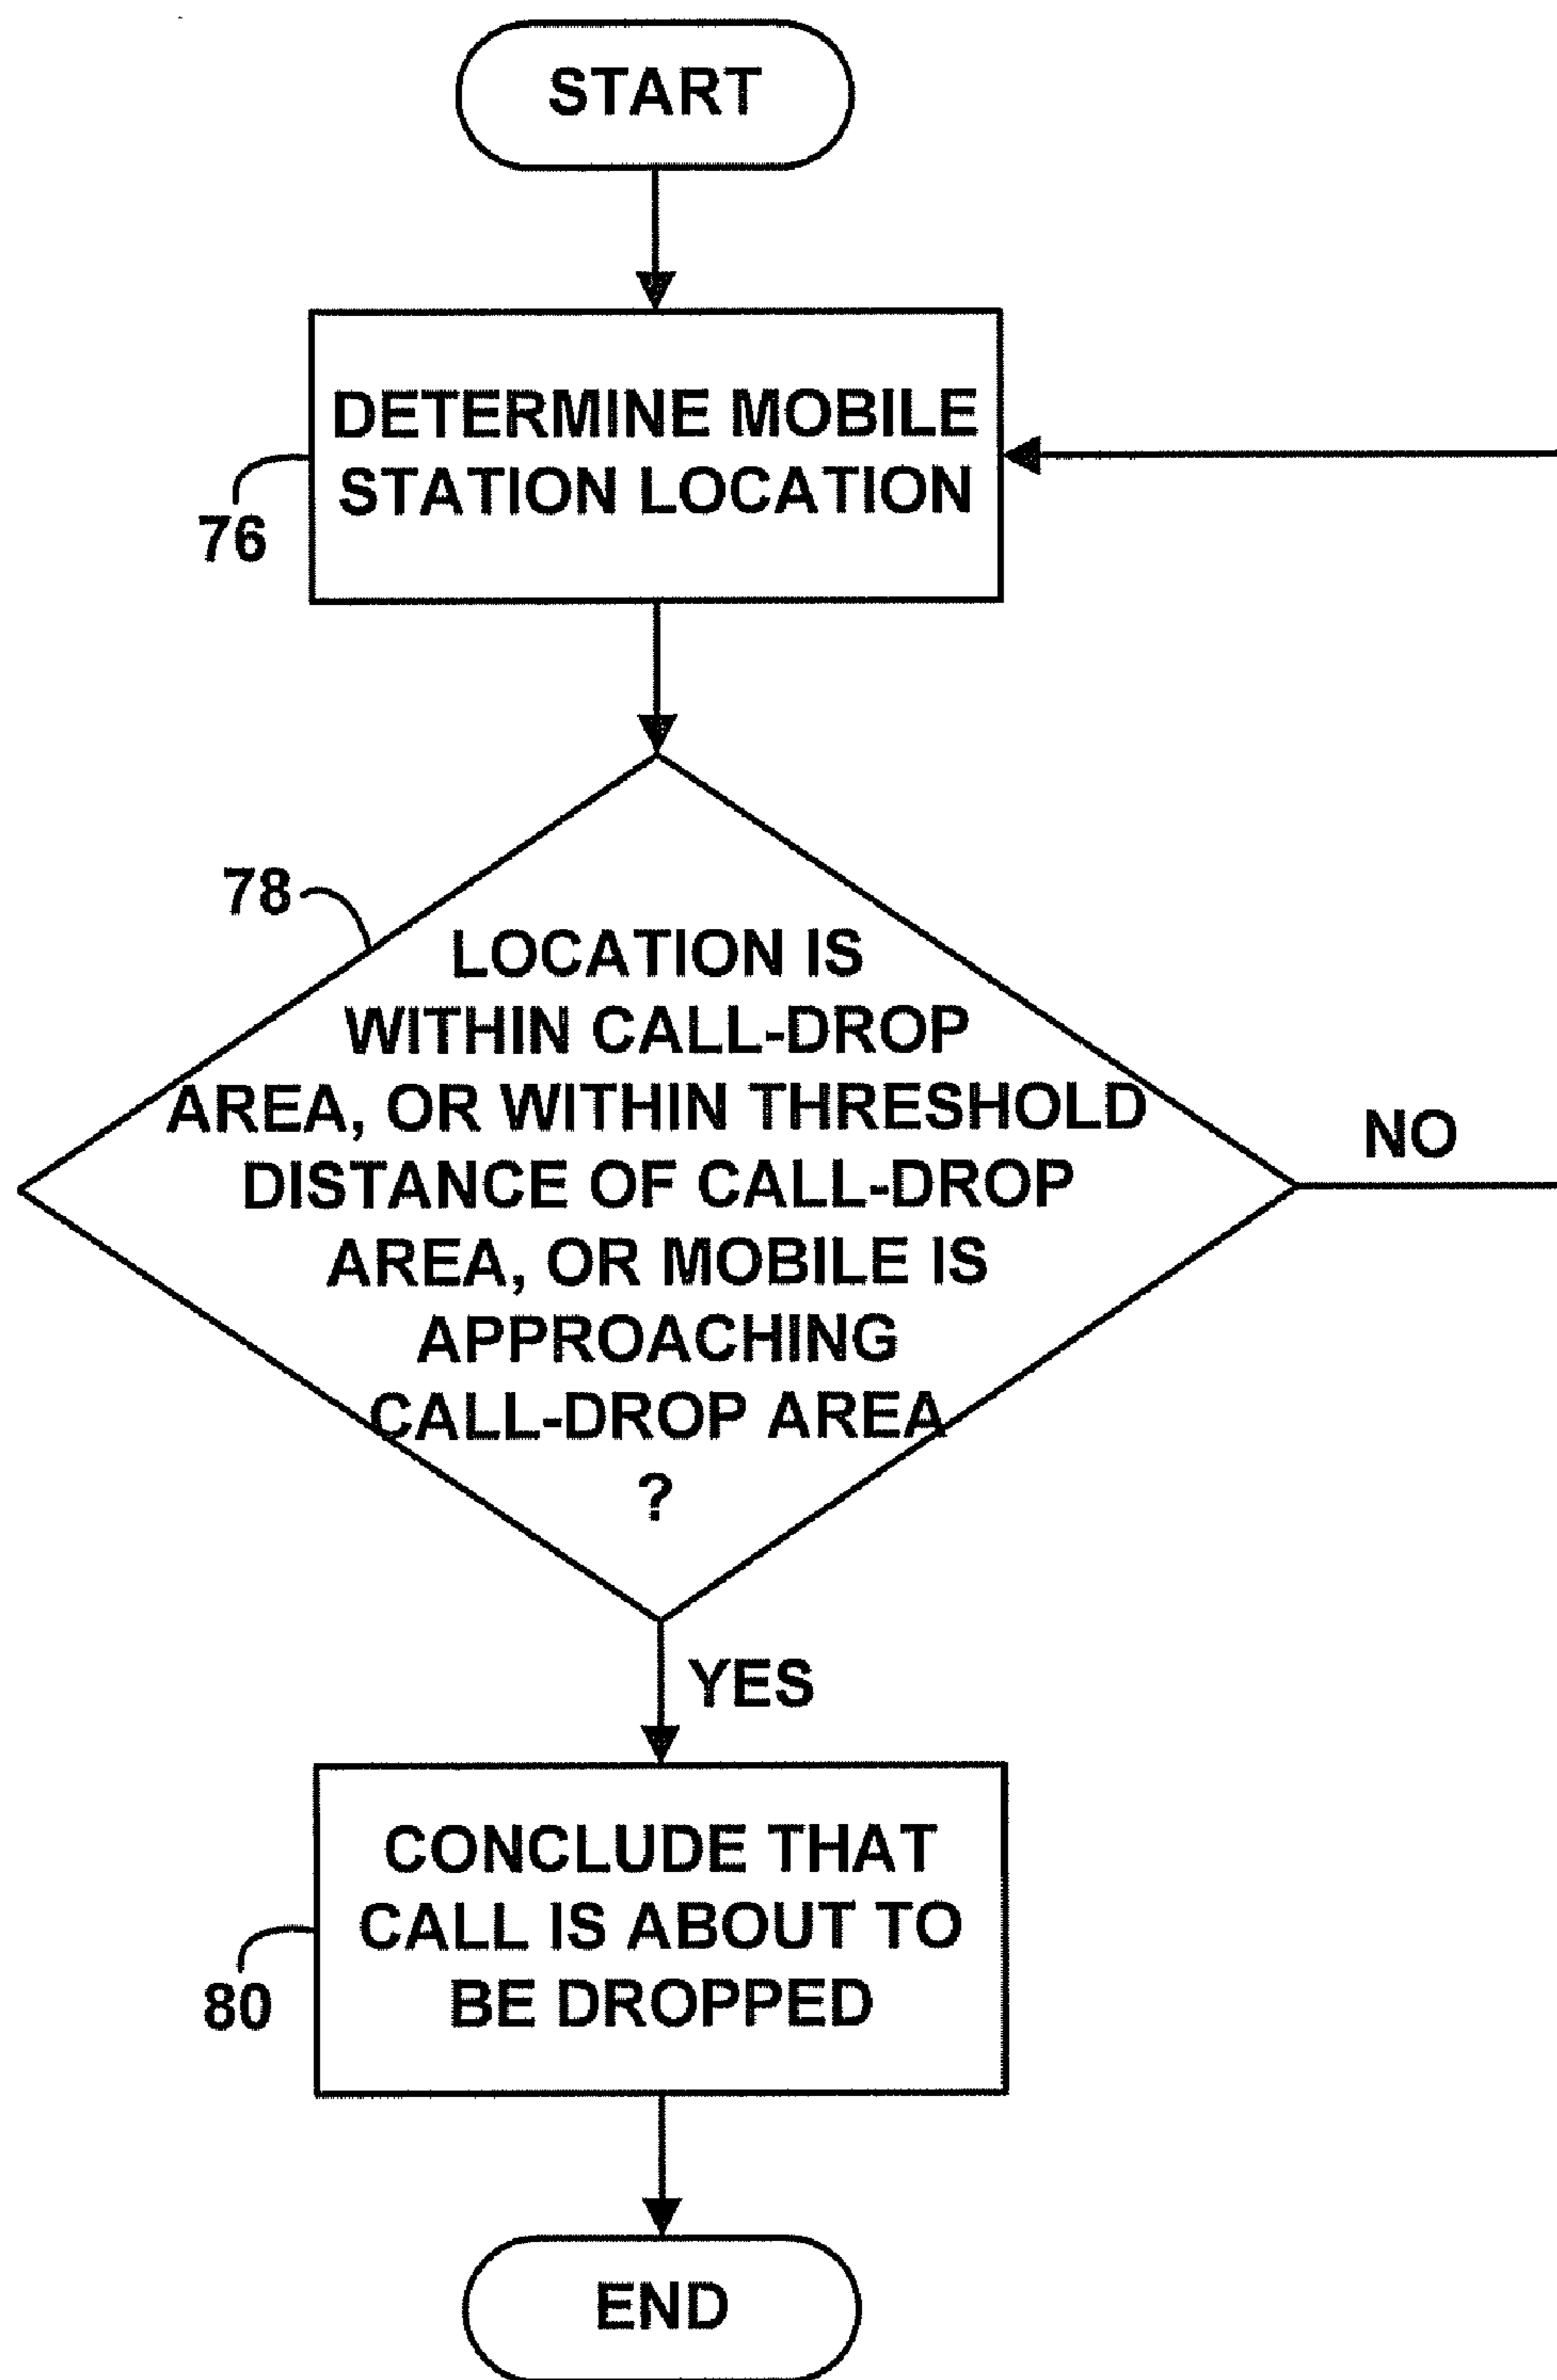 START
DETERMINE MOBILE
STATION LOCATION
76
78
LOCATION IS
WITHIN CALL-DROP
AREA, OR WITHIN THRESHOLD
DISTANCE OF CALL-DROP
AREA, OR MOBILE IS
APPROACHING
CALL-DROP AREA
?
NO
YES
CONCLUDE THAT
CALL IS ABOUT TO
BE DROPPED
80
END